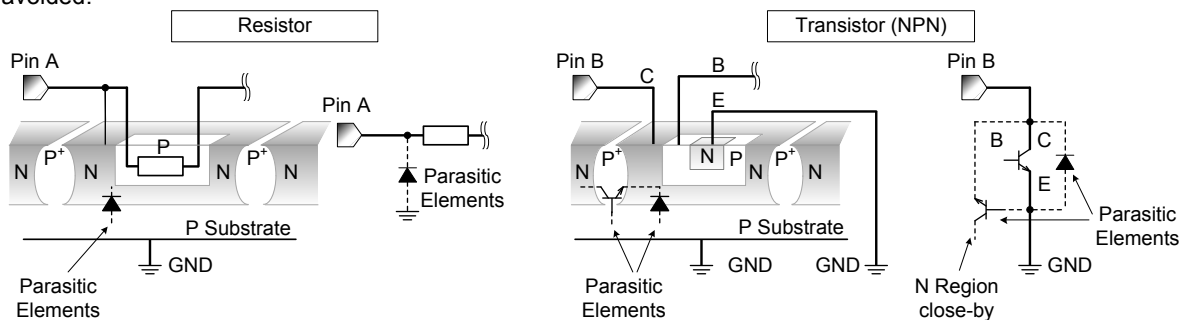 avoided.
Resistor
Transistor (NPN)
Pin A
Pin A
P
N
P+
N
P+
N
N
Parasitic
Elements
P Substrate
GND
Parasitic
Elements
Pin B
C
B
E
N
P+
N
N
P
P+
N
N
P Substrate
GND
GND
Parasitic
Elements
Pin B
B
C
E
Parasitic
Elements
GND
N Region
close-by